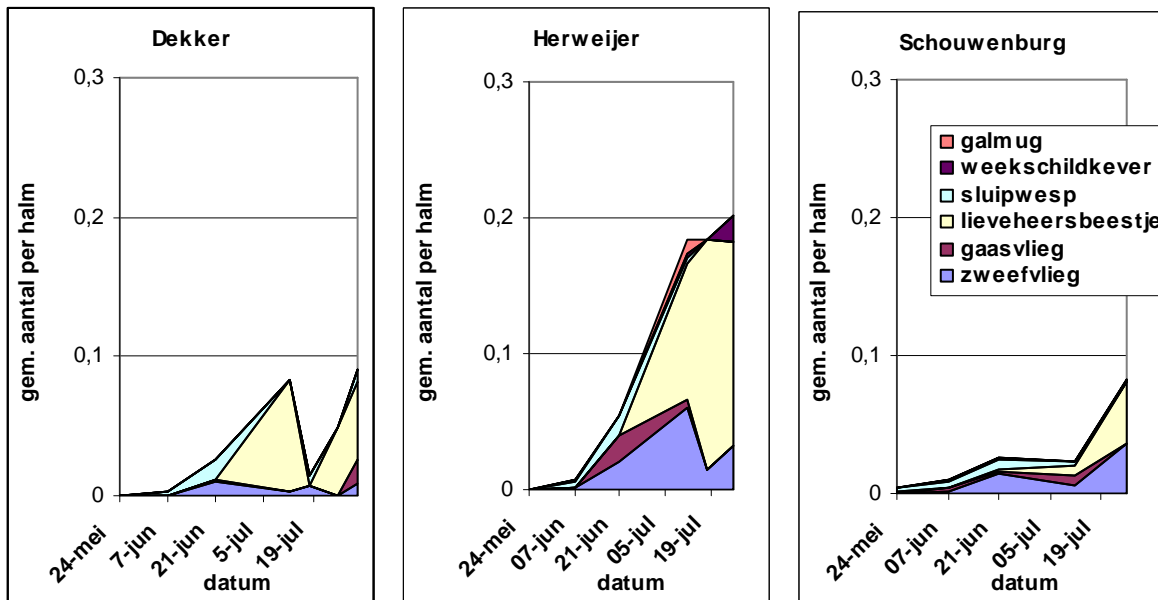 Dekker
0,3
0,2
0,1
0
gem. aantal per halm
24-mei
7-jun
21-jun
5-jul
19-jul
datum
Herweijer
0,3
0,2
0,1
0
gem. aantal per halm
24-mei
07-jun
21-jun
05-jul
19-jul
datum
Schouwenburg
0,3
0,2
0,1
0
gem. aantal per halm
24-mei
07-jun
21-jun
05-jul
19-jul
datum
galmug
weekschildkever
sluipwesp
lieveheersbeestje
gaasvlieg
zweefvlieg